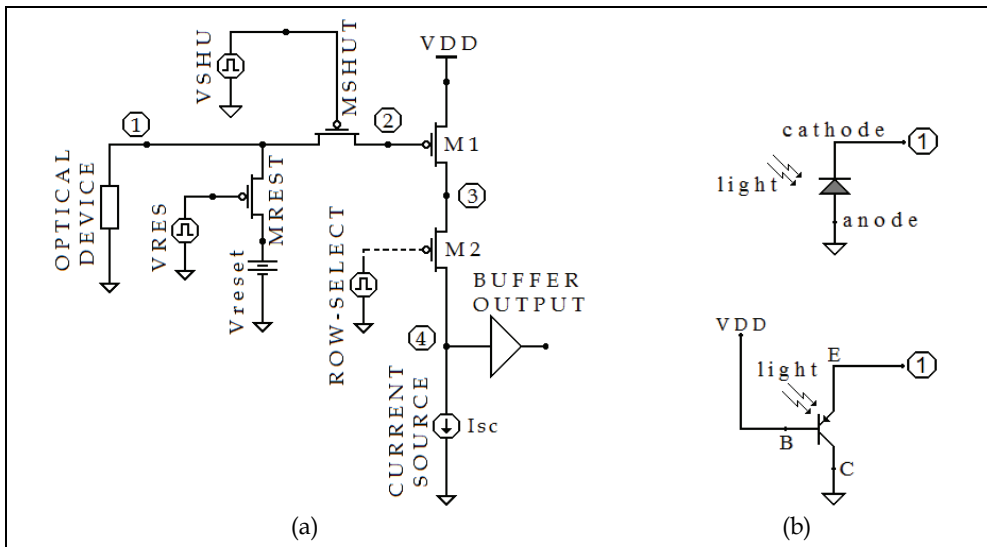 VSHU
MSHUT
VDD
1
2
M1
OPTICAL
DEVICE
VRES
MREST
Vreset
3
ROW-SELECT
M2
BUFFER
OUTPUT
4
CURRENT
SOURCE
Isc
(a)
cathode
1
light
anode
VDD
light
E
1
B
C
(b)